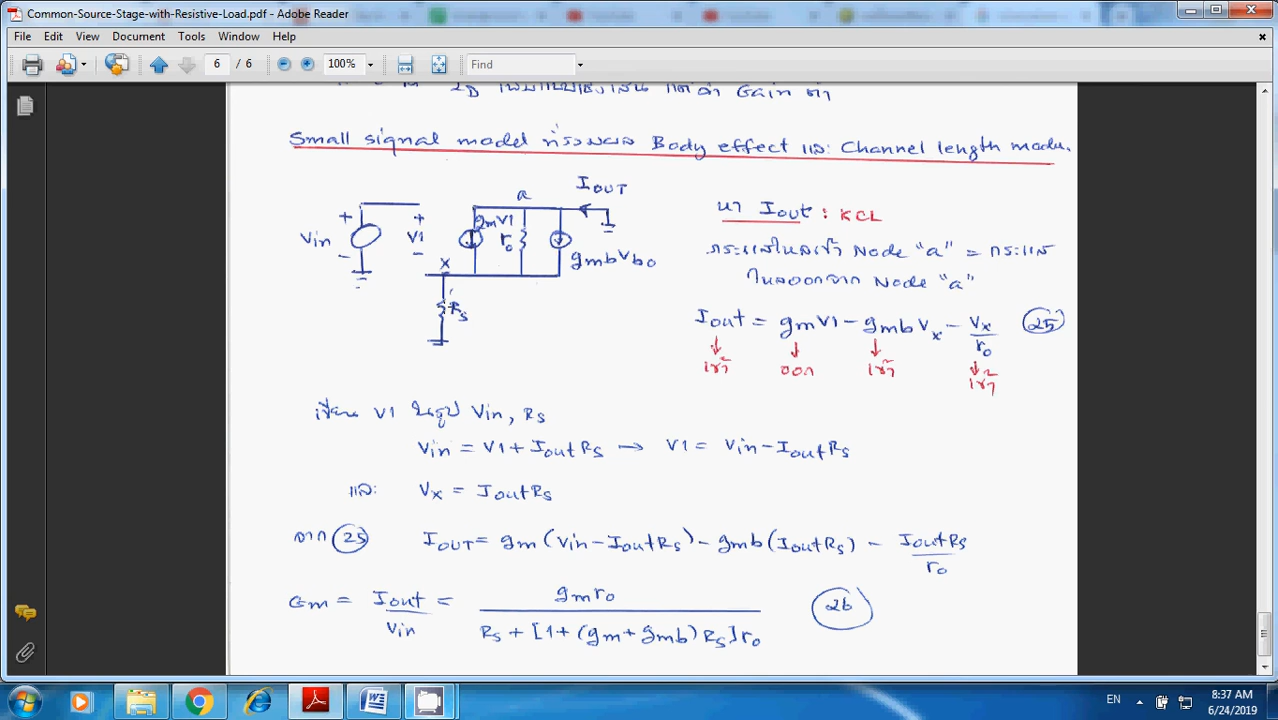 Common-Source-Stage-with-Resistive-Load.pdf - Adobe Reader
File Edit View Document Tools Window Help
6 / 6 100% Find
Gain ต่ำ
Small signal model ที่รวมผล Body effect และ Channel length modu.
a
IOUT
Vin
+
−
+
V1
−
gmV1
ro
gmbVbo
x
Rs
หา Iout : KCL
กระแสไหลเข้า Node "a" = กระแส
ไหลออกจาก Node "a"
Iout = gmV1 − gmbVx − Vx/ro (25)
เข้า ออก เข้า เข้า
เขียน V1 ในรูป Vin, Rs
Vin = V1 + IoutRs → V1 = Vin − IoutRs
และ Vx = IoutRs
จาก (25) IOUT = gm(Vin − IoutRs) − gmb(IoutRs) − IoutRs/ro
Gm = Iout/Vin = gmro / Rs + [1 + (gm + gmb)Rs]ro (26)
EN
8:37 AM
6/24/2019